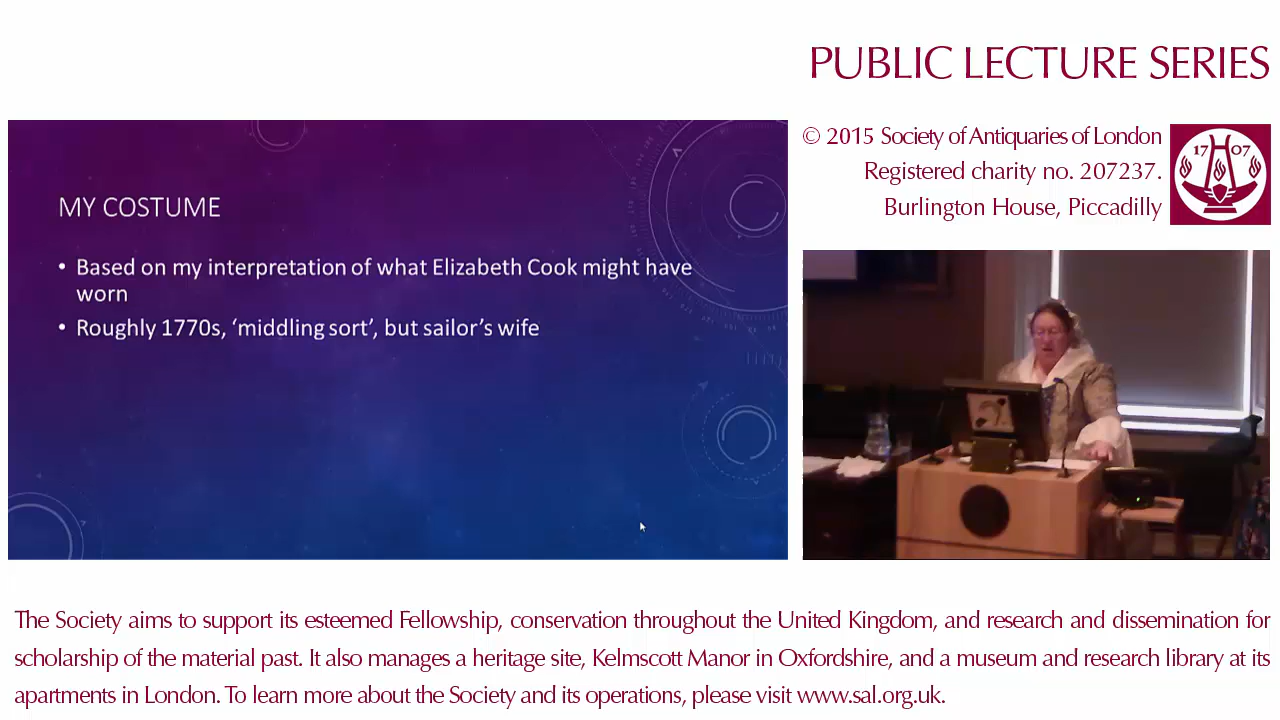 PUBLIC LECTURE SERIES
© 2015 Society of Antiquaries of London
Registered charity no. 207237.
Burlington House, Piccadilly
17 07
MY COSTUME
• Based on my interpretation of what Elizabeth Cook might have
worn
• Roughly 1770s, ‘middling sort’, but sailor’s wife
The Society aims to support its esteemed Fellowship, conservation throughout the United Kingdom, and research and dissemination for
scholarship of the material past. It also manages a heritage site, Kelmscott Manor in Oxfordshire, and a museum and research library at its
apartments in London. To learn more about the Society and its operations, please visit www.sal.org.uk.